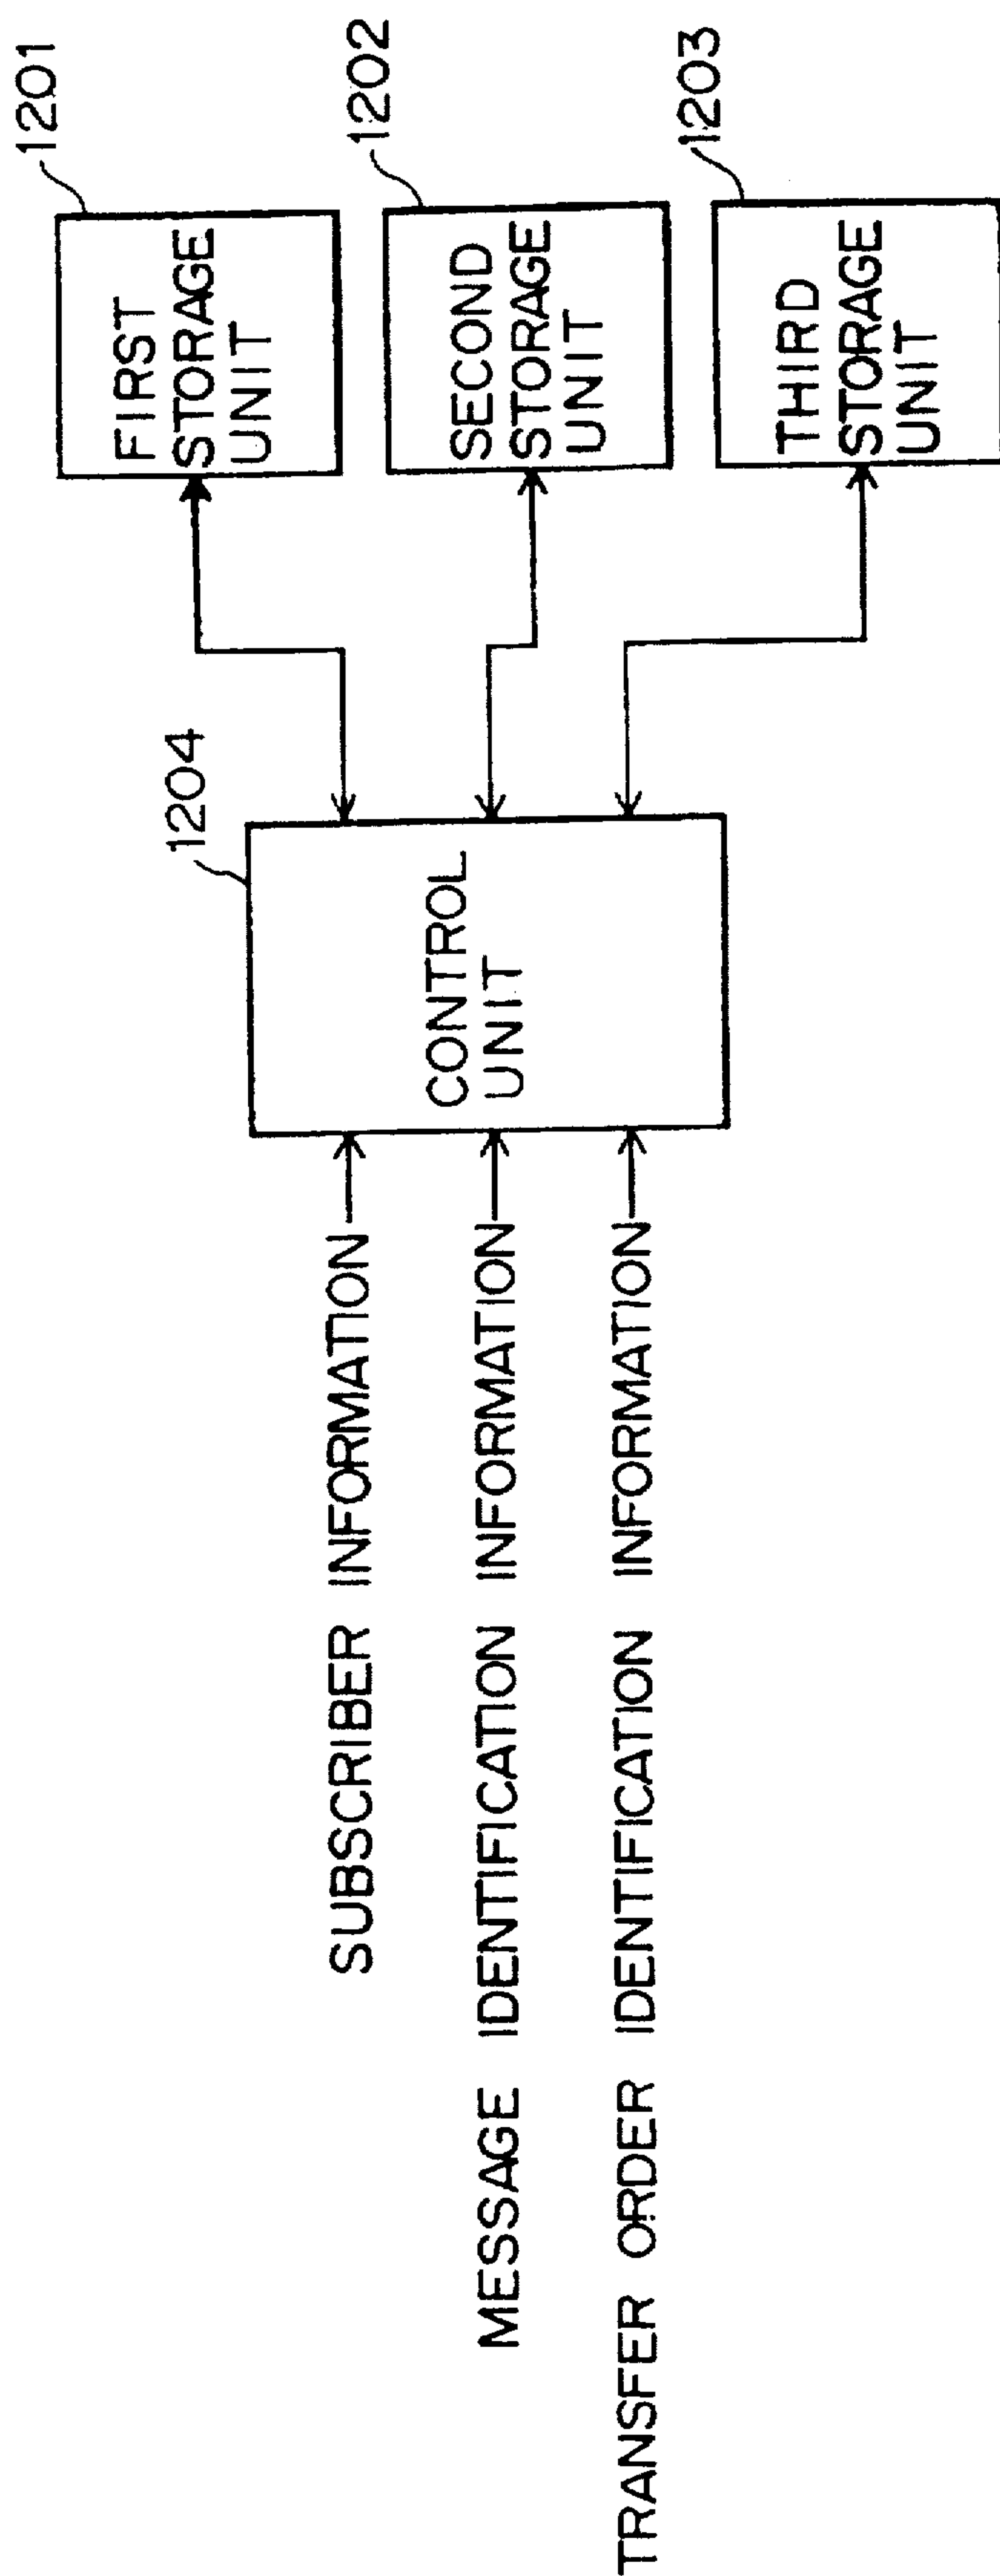 SUBSCRIBER INFORMATION
MESSAGE IDENTIFICATION INFORMATION
TRANSFER ORDER IDENTIFICATION INFORMATION
1204
CONTROL
UNIT
1201
FIRST
STORAGE
UNIT
1202
SECOND
STORAGE
UNIT
1203
THIRD
STORAGE
UNIT